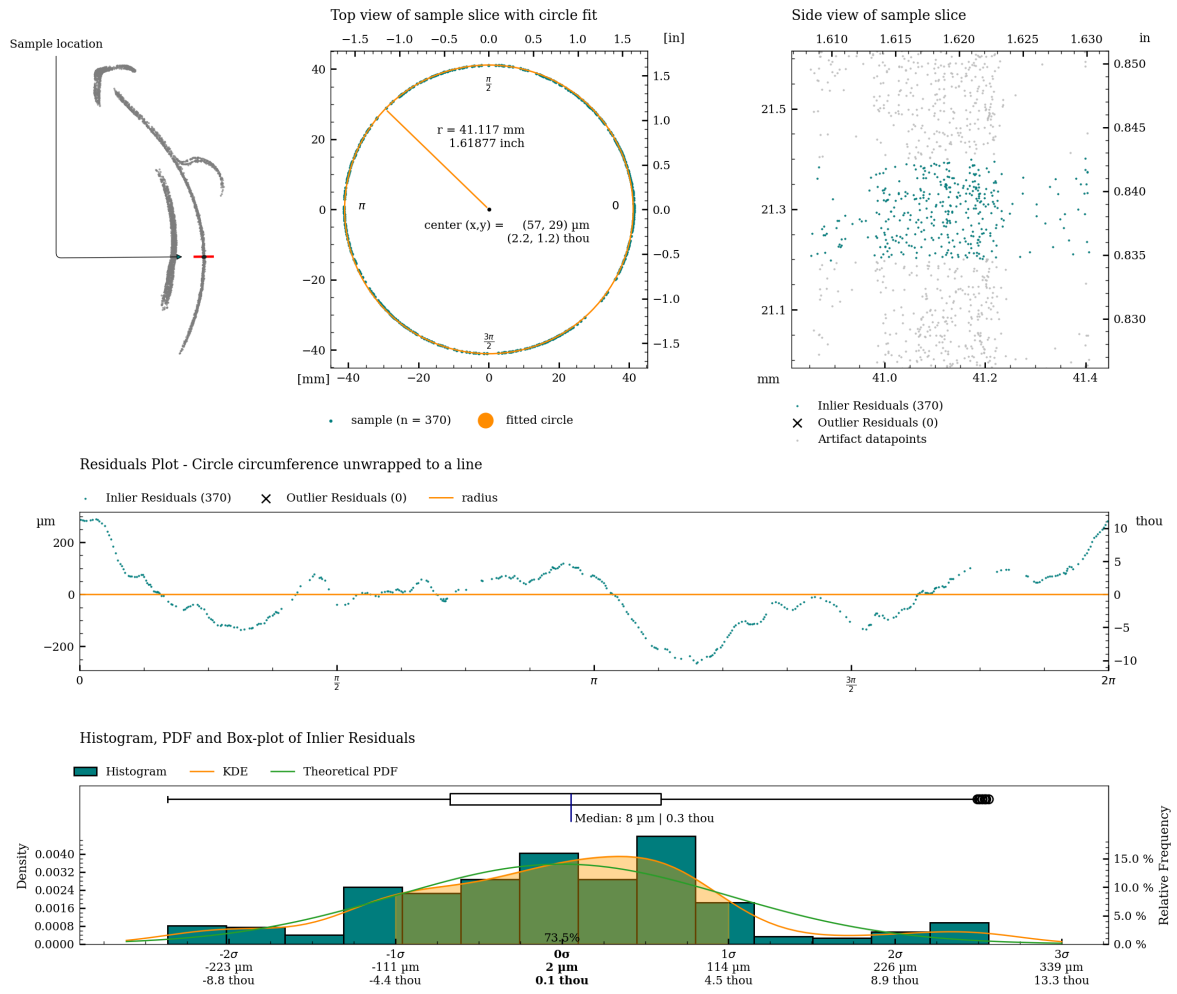 Sample location
Top view of sample slice with circle fit
−1.5 −1.0 −0.5 0.0 0.5 1.0 1.5 [in]
40
20
0
−20
−40
1.5
1.0
0.5
0.0
−0.5
−1.0
−1.5
π/2
r = 41.117 mm
1.61877 inch
π
0
center (x,y) = (57, 29) µm
(2.2, 1.2) thou
3π/2
[mm] −40 −20 0 20 40
sample (n = 370) fitted circle
Side view of sample slice
1.610 1.615 1.620 1.625 1.630 in
21.5
21.3
21.1
0.850
0.845
0.840
0.835
0.830
mm 41.0 41.2 41.4
Inlier Residuals (370)
Outlier Residuals (0)
Artifact datapoints
Residuals Plot - Circle circumference unwrapped to a line
Inlier Residuals (370) Outlier Residuals (0) radius
µm
200
0
−200
thou
10
5
0
−5
−10
0 π/2 π 3π/2 2π
Histogram, PDF and Box-plot of Inlier Residuals
Histogram KDE Theoretical PDF
Median: 8 µm | 0.3 thou
Density
0.0040
0.0032
0.0024
0.0016
0.0008
0.0000
Relative Frequency
15.0 %
10.0 %
5.0 %
0.0 %
73.5%
-2σ -1σ 0σ 1σ 2σ 3σ
-223 µm -111 µm 2 µm 114 µm 226 µm 339 µm
-8.8 thou -4.4 thou 0.1 thou 4.5 thou 8.9 thou 13.3 thou